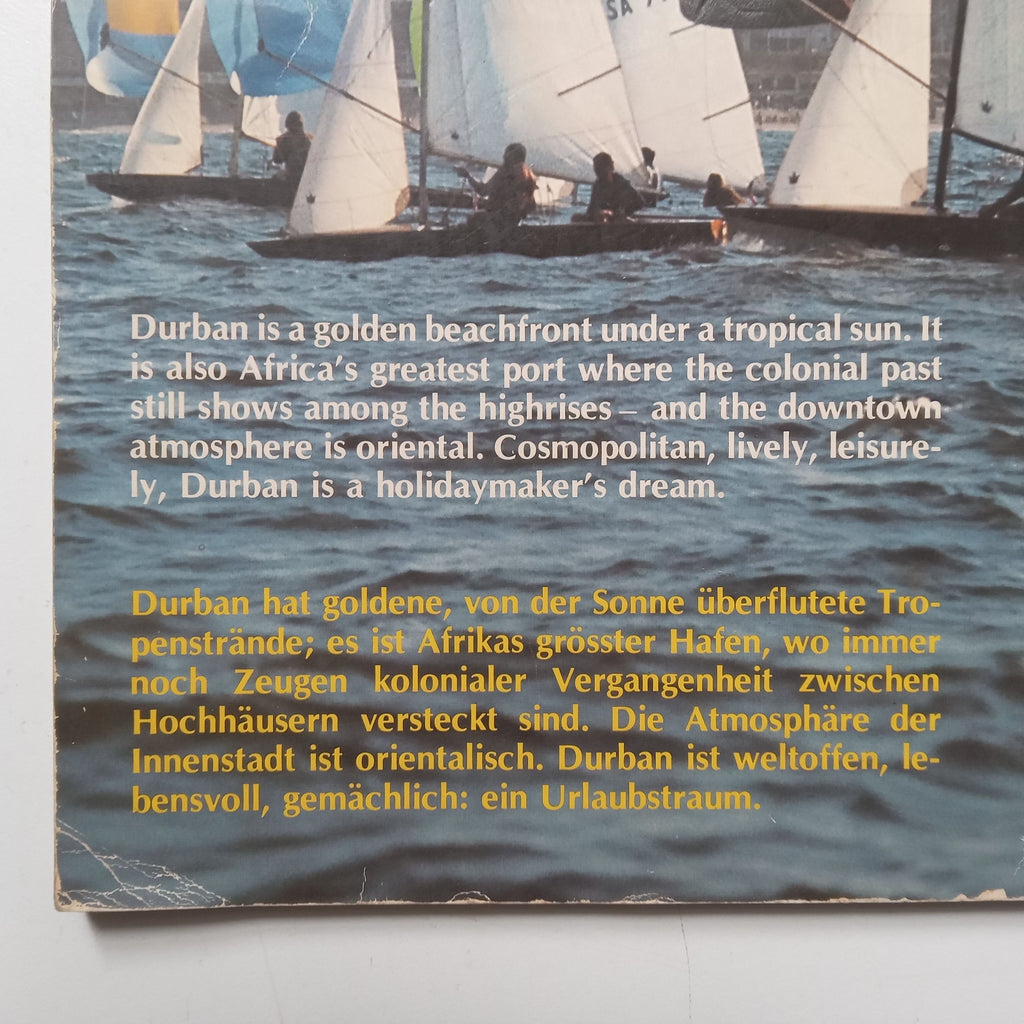 SA 7
Durban is a golden beachfront under a tropical sun. It
is also Africa's greatest port where the colonial past
still shows among the highrises – and the downtown
atmosphere is oriental. Cosmopolitan, lively, leisure-
ly, Durban is a holidaymaker's dream.
Durban hat goldene, von der Sonne überflutete Tro-
penstrände; es ist Afrikas grösster Hafen, wo immer
noch Zeugen kolonialer Vergangenheit zwischen
Hochhäusern versteckt sind. Die Atmosphäre der
Innenstadt ist orientalisch. Durban ist weltoffen, le-
bensvoll, gemächlich: ein Urlaubstraum.